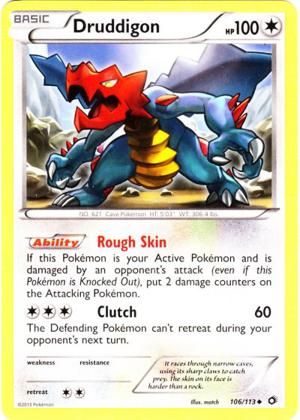 BASIC
Druddigon
HP 100
NO. 621 Cave Pokémon HT: 5'03" WT: 306.4 lbs.
Ability Rough Skin
If this Pokémon is your Active Pokémon and is
damaged by an opponent's attack (even if this
Pokémon is Knocked Out), put 2 damage counters on
the Attacking Pokémon.
Clutch 60
The Defending Pokémon can't retreat during your
opponent's next turn.
weakness
resistance
retreat
It races through narrow caves,
using its sharp claws to catch
prey. The skin on its face is
harder than a rock.
©2013 Pokémon
Illus. match
106/113